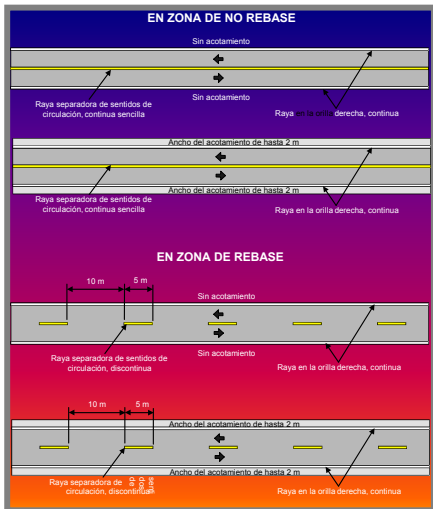 EN ZONA DE NO REBASE
Sin acotamiento
Sin acotamiento
Raya separadora de sentidos de
circulación, continua sencilla
Raya en la orilla derecha, continua
Ancho del acotamiento de hasta 2 m
Ancho del acotamiento de hasta 2 m
Raya separadora de sentidos de
circulación, continua sencilla
Raya en la orilla derecha, continua
EN ZONA DE REBASE
10 m
5 m
Sin acotamiento
Sin acotamiento
Raya separadora de sentidos de
circulación, discontinua
Raya en la orilla derecha, continua
10 m
5 m
Ancho del acotamiento de hasta 2 m
Ancho del acotamiento de hasta 2 m
Raya separadora de
circulación, discontinua
senti
dos
de
Raya en la orilla derecha, continua